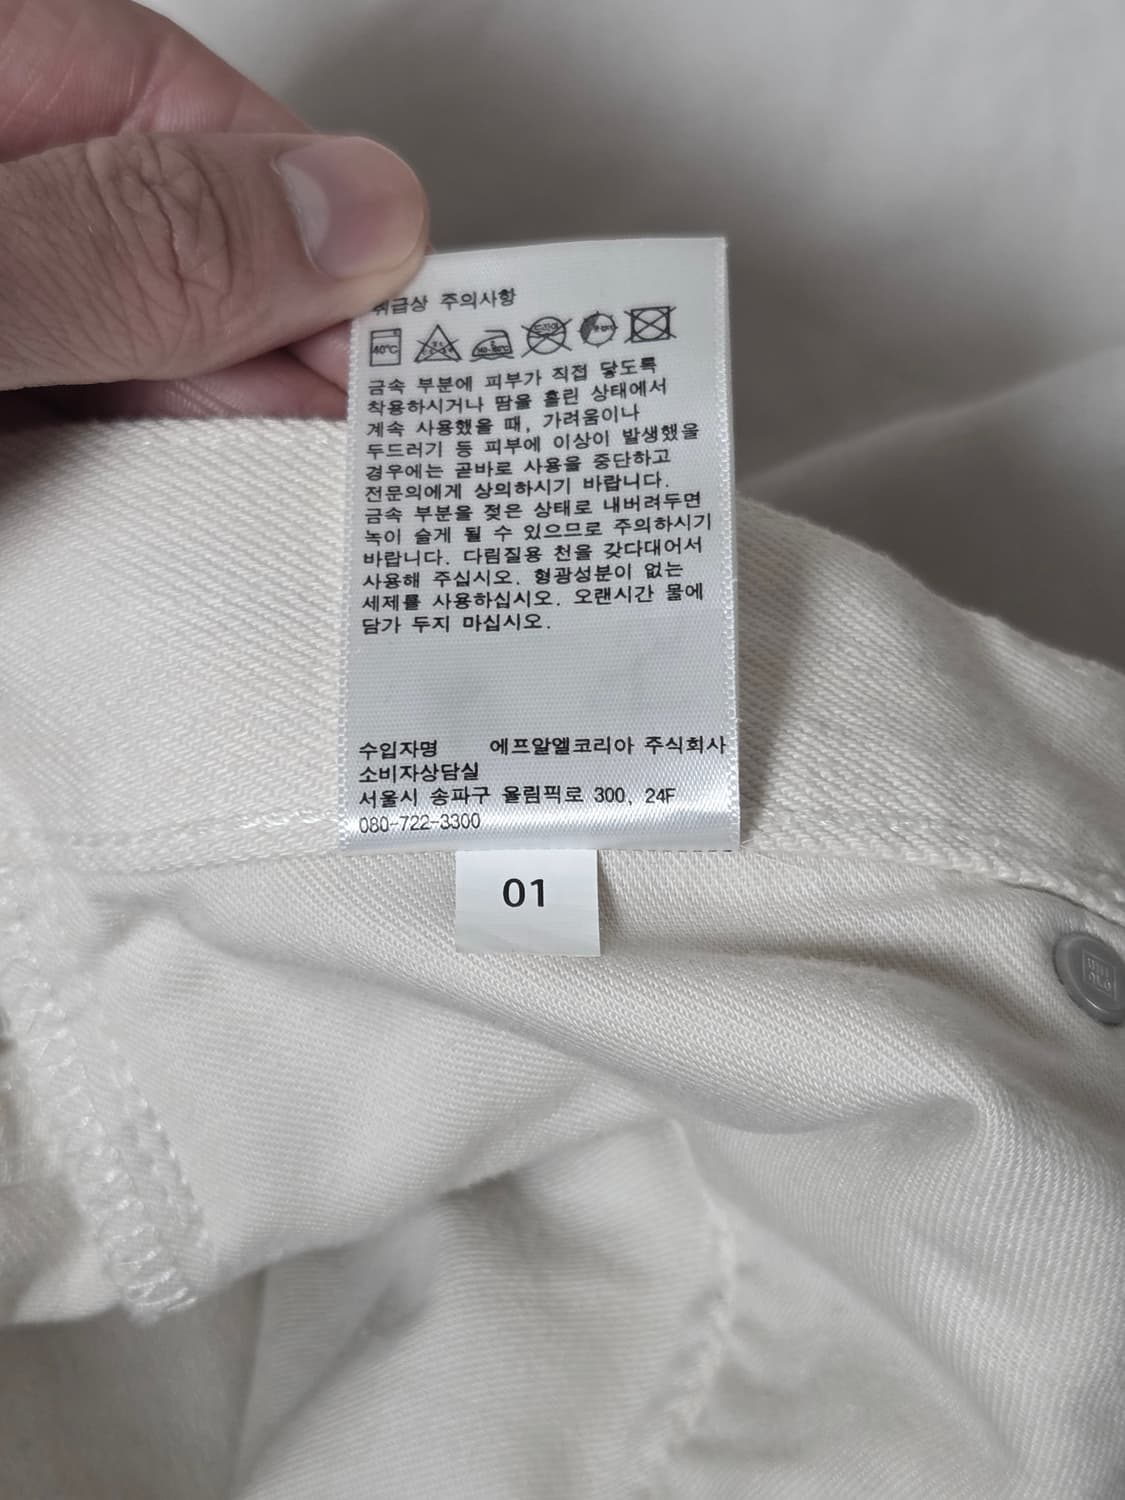 취급상 주의사항
40℃
금속 부분에 피부가 직접 닿도록
착용하시거나 땀을 흘린 상태에서
계속 사용했을 때, 가려움이나
두드러기 등 피부에 이상이 발생했을
경우에는 곧바로 사용을 중단하고
전문의에게 상의하시기 바랍니다.
금속 부분을 젖은 상태로 내버려두면
녹이 슬게 될 수 있으므로 주의하시기
바랍니다. 다림질용 천을 갖다대어서
사용해 주십시오. 형광성분이 없는
세제를 사용하십시오. 오랜시간 물에
담가 두지 마십시오.
수입자명 에프알엘코리아 주식회사
소비자상담실
서울시 송파구 올림픽로 300, 24F
080-722-3300
01